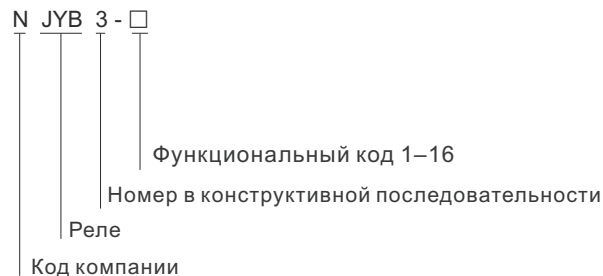 N JYB 3 - □
Функциональный код 1–16
Номер в конструктивной последовательности
Реле
Код компании